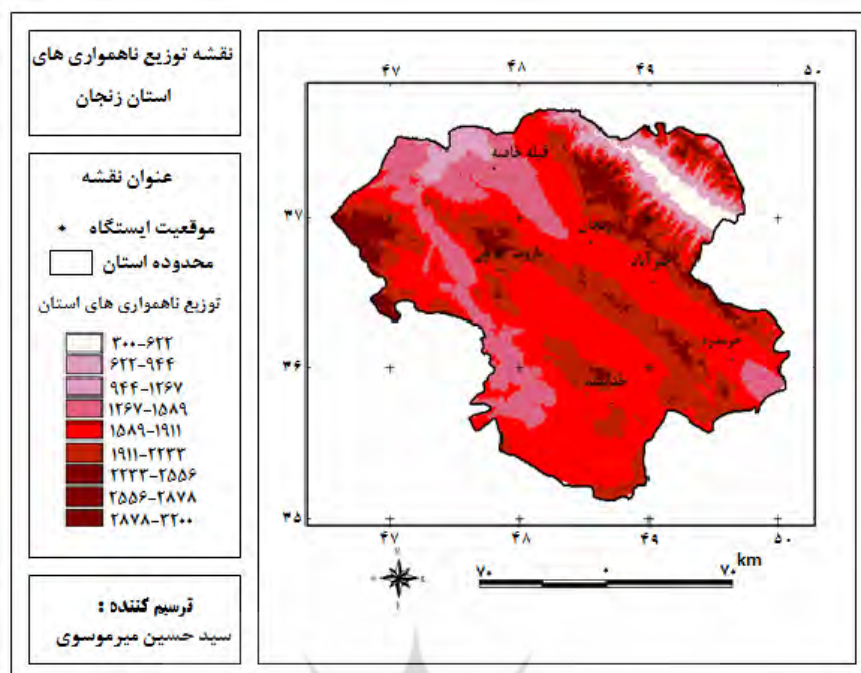 نقشه توزیع ناهمواری های
استان زنجان
عنوان نقشه
موقعیت ایستگاه
محدوده استان
توزیع ناهمواری های استان
۳۰۰-۶۲۲
۶۲۲-۹۴۴
۹۴۴-۱۲۶۷
۱۲۶۷-۱۵۸۹
۱۵۸۹-۱۹۱۱
۱۹۱۱-۲۲۳۳
۲۲۳۳-۲۵۵۶
۲۵۵۶-۲۸۷۸
۲۸۷۸-۳۲۰۰
ترسیم کننده :
سید حسین میرموسوی
۴۷ ۴۸ ۴۹ ۵۰
۳۷
۳۶
۳۵
زنجان
خدابنده
خرمدره
۴۷ ۴۸ ۴۹ ۵۰
۷۰ ۰ ۷۰ km